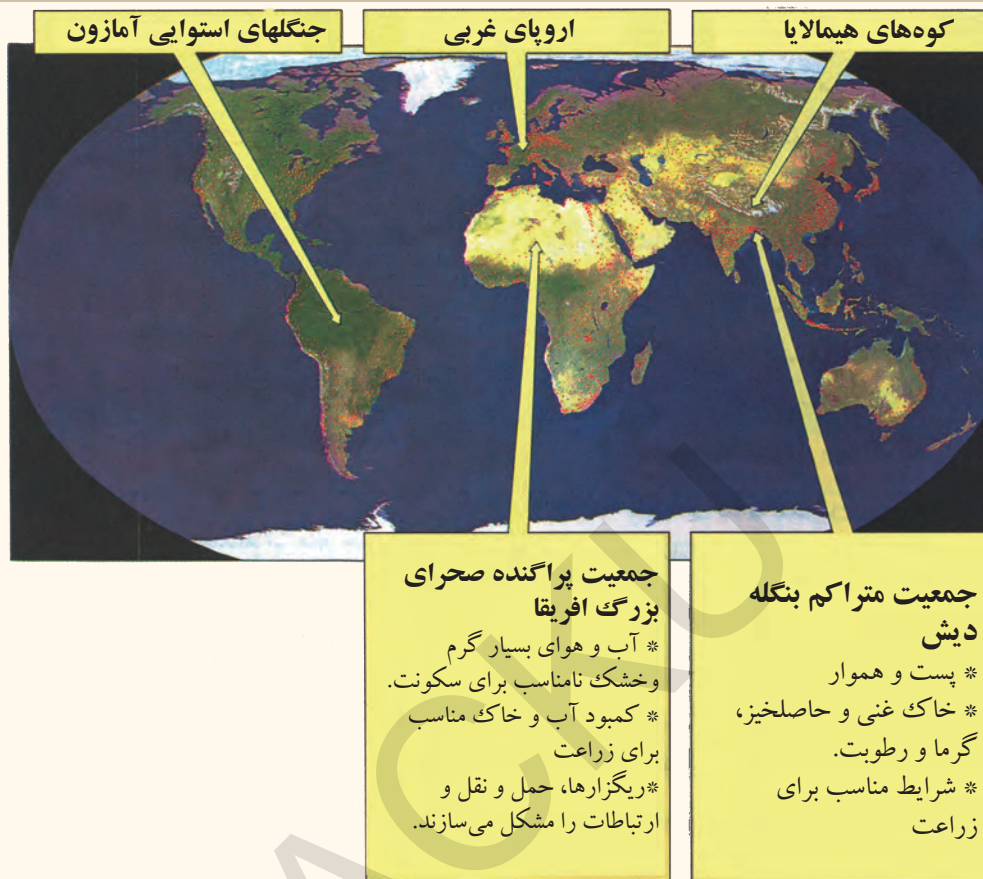 کوه‌های هیمالایا
اروپای غربی
جنگلهای استوایی آمازون
جمعیت متراکم بنگله
دیش
* پست و هموار
* خاک غنی و حاصلخیز،
گرما و رطوبت.
* شرایط مناسب برای
زراعت
جمعیت پراگنده صحرای
بزرگ افریقا
* آب و هوای بسیار گرم
وخشک نامناسب برای سکونت.
* کمبود آب و خاک مناسب
برای زراعت
*ریگزارها، حمل و نقل و
ارتباطات را مشکل می‌سازند.
ACKU